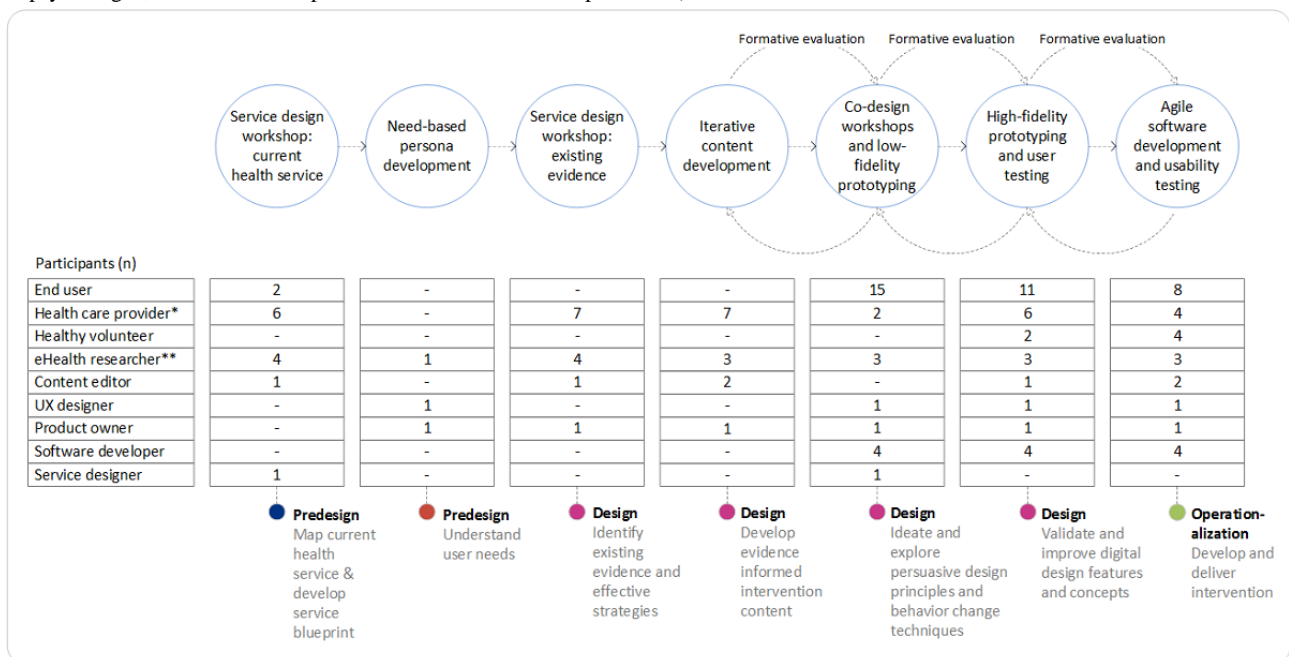 Formative evaluation Formative evaluation Formative evaluation
Service design
workshop:
current
health service
Need-based
persona
development
Service design
workshop:
existing
evidence
Iterative
content
development
Co-design
workshops
and low-
fidelity
prototyping
High-fidelity
prototyping
and user
testing
Agile
software
development
and usability
testing
Participants (n)
End user 2 - - - 15 11 8
Health care provider* 6 - 7 7 2 6 4
Healthy volunteer - - - - - 2 4
eHealth researcher** 4 1 4 3 3 3 3
Content editor 1 - 1 2 - 1 2
UX designer - 1 - - 1 1 1
Product owner - 1 1 1 1 1 1
Software developer - - - - 4 4 4
Service designer 1 - - - 1 - -
Predesign
Map current
health
service &
develop
service
blueprint
Predesign
Understand
user needs
Design
Identify
existing
evidence and
effective
strategies
Design
Develop
evidence
informed
intervention
content
Design
Ideate and
explore
persuasive design
principles and
behavior change
techniques
Design
Validate and
improve digital
design features
and concepts
Operation-
alization
Develop and
deliver
intervention